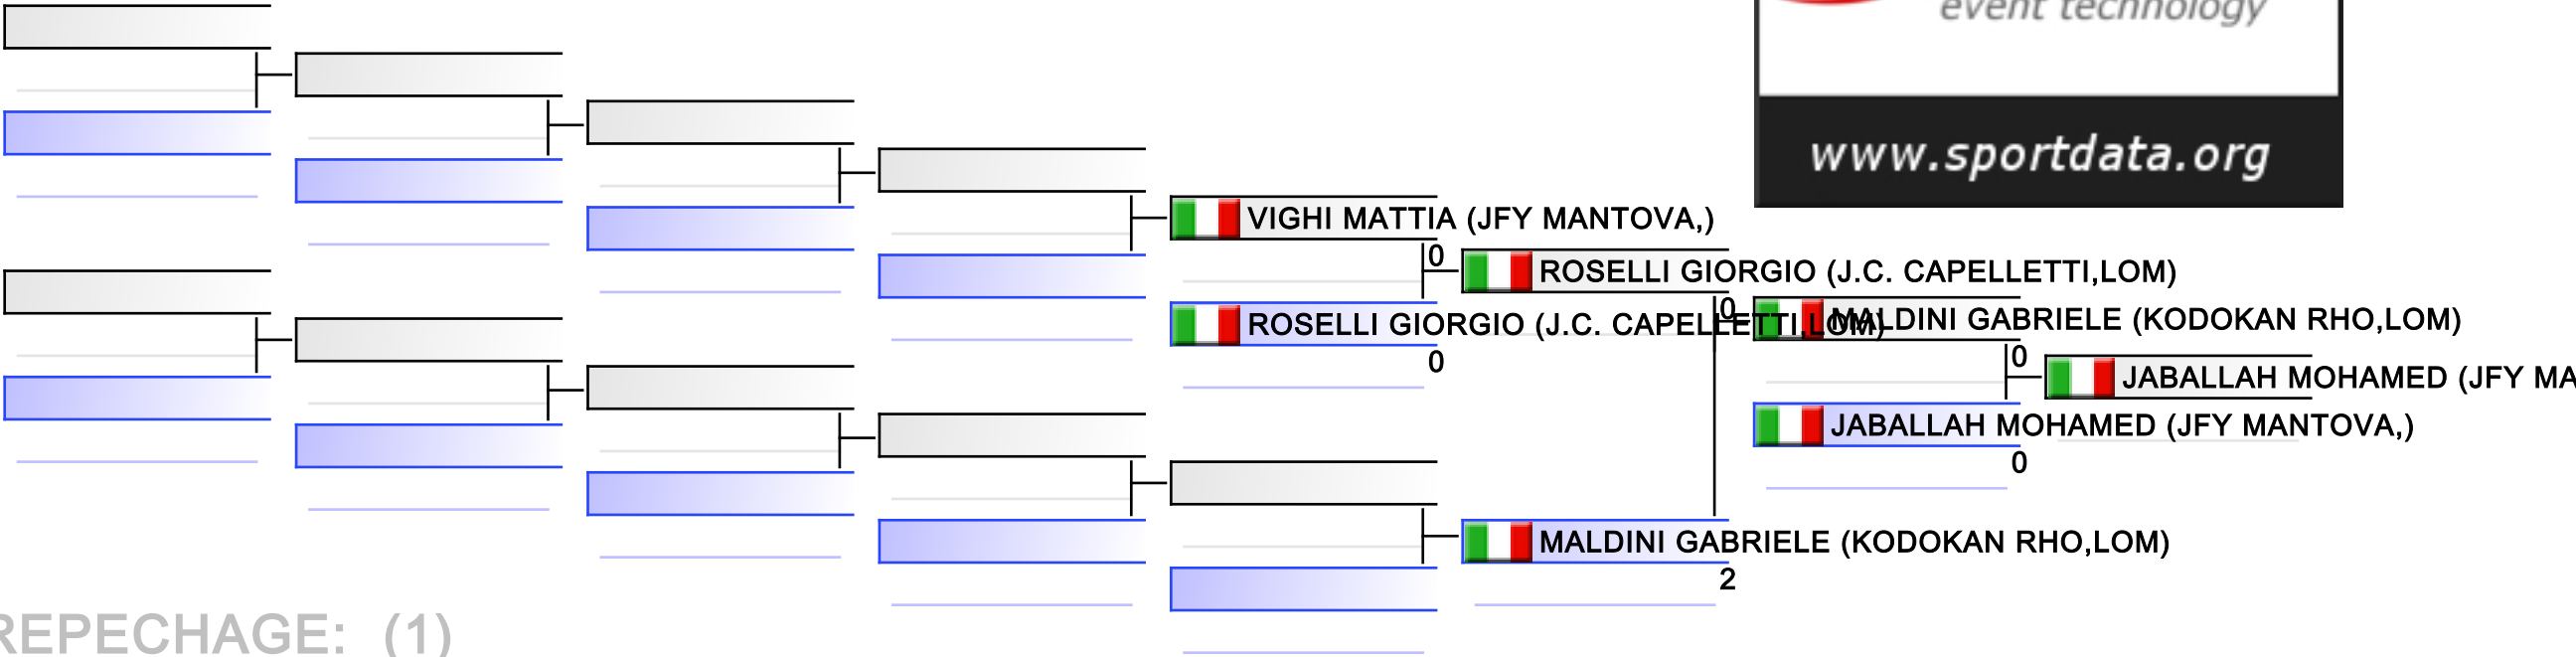 event technology
www.sportdata.org
VIGHI MATTIA (JFY MANTOVA,)
0
ROSELLI GIORGIO (J.C. CAPELLETTI,LOM)
0
MALDINI GABRIELE (KODOKAN RHO,LOM)
ROSELLI GIORGIO (J.C. CAPELLETTI,LOM)
0
0
JABALLAH MOHAMED (JFY MA
JABALLAH MOHAMED (JFY MANTOVA,)
0
MALDINI GABRIELE (KODOKAN RHO,LOM)
2
REPECHAGE: (1)